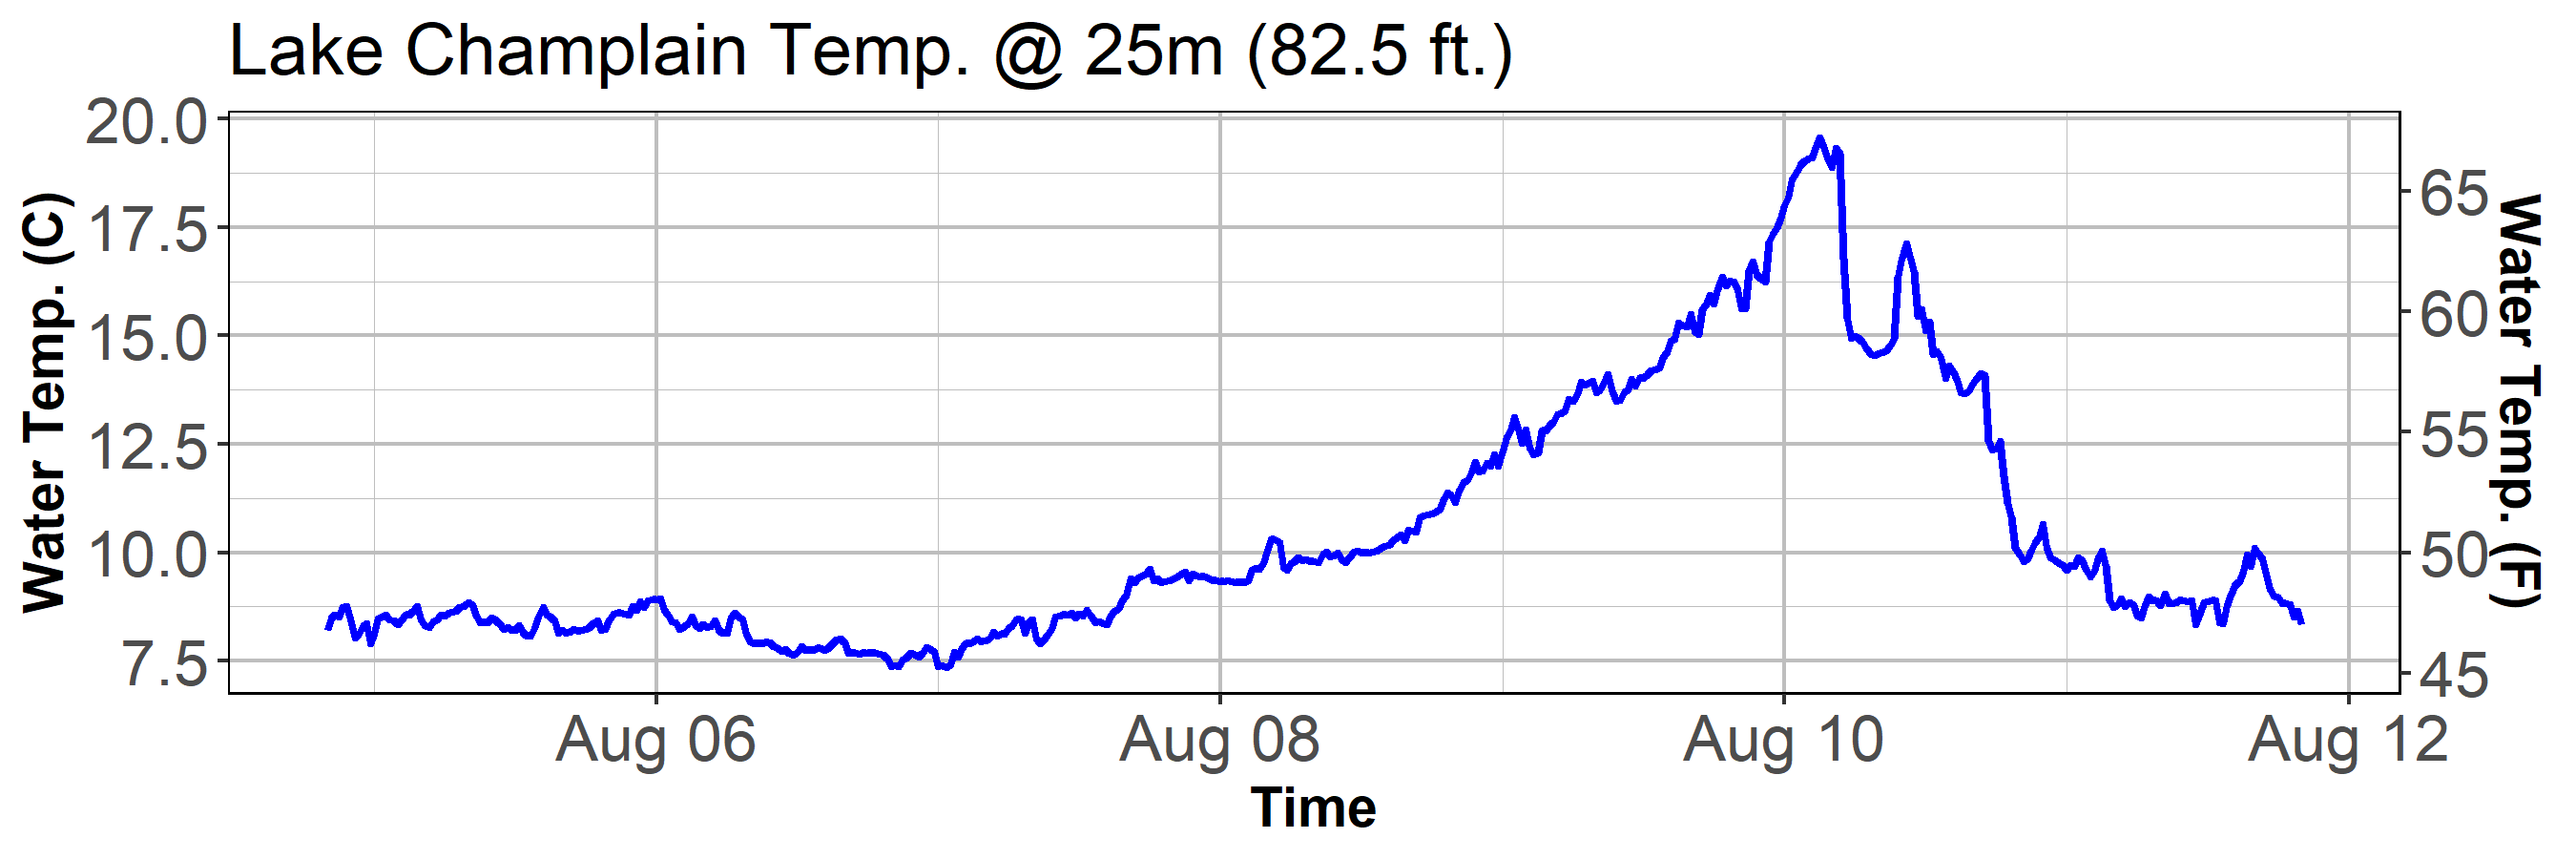 Lake Champlain Temp. @ 25m (82.5 ft.)
Water Temp. (C)
20.0
17.5
15.0
12.5
10.0
7.5
65
60
55
50
45
Water Temp. (F)
Aug 06 Aug 08 Aug 10 Aug 12
Time